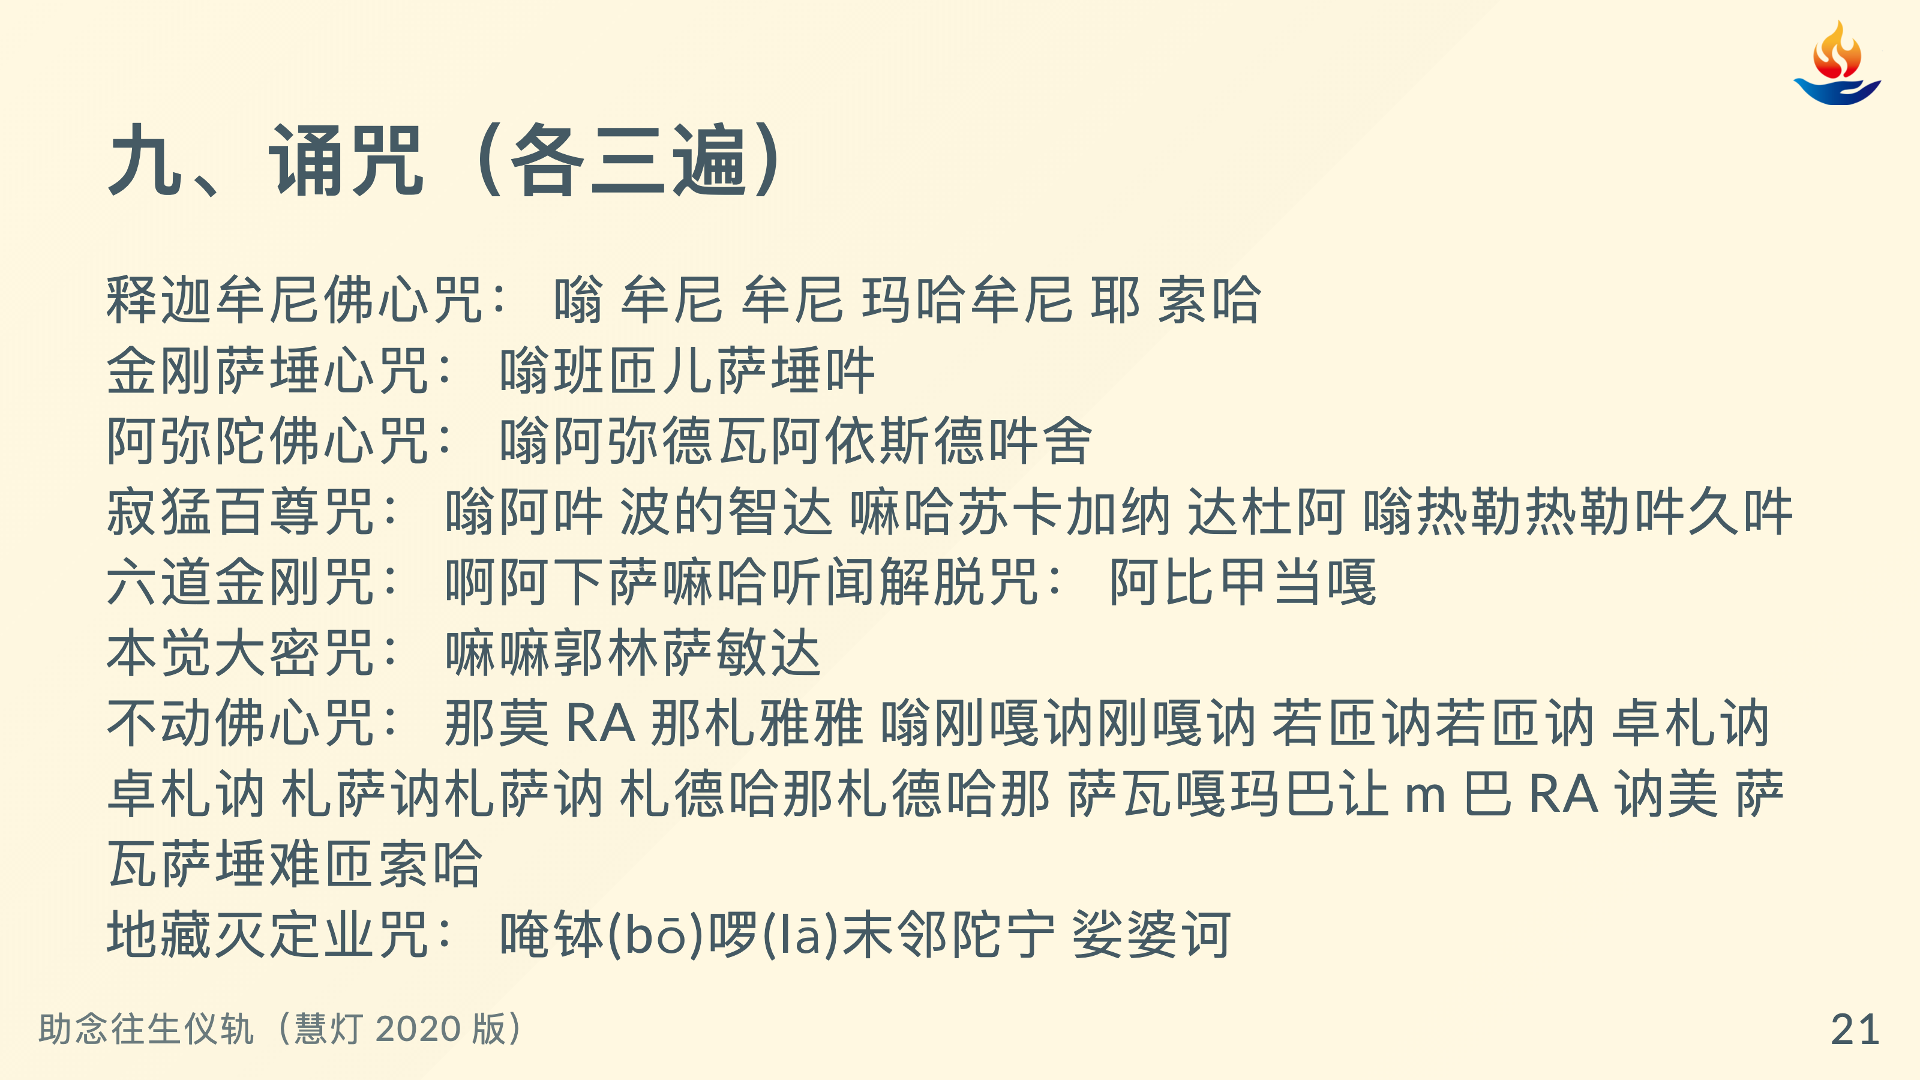 九、诵咒（各三遍）
释迦牟尼佛心咒： 嗡 牟尼 牟尼 玛哈牟尼 耶 索哈
金刚萨埵心咒： 嗡班匝儿萨埵吽
阿弥陀佛心咒： 嗡阿弥德瓦阿依斯德吽舍
寂猛百尊咒： 嗡阿吽 波的智达 嘛哈苏卡加纳 达杜阿 嗡热勒热勒吽久吽
六道金刚咒： 啊阿下萨嘛哈听闻解脱咒： 阿比甲当嘎
本觉大密咒： 嘛嘛郭林萨敏达
不动佛心咒： 那莫 RA 那札雅雅 嗡刚嘎讷刚嘎讷 若匝讷若匝讷 卓札讷
卓札讷 札萨讷札萨讷 札德哈那札德哈那 萨瓦嘎玛巴让 m 巴 RA 讷美 萨
瓦萨埵难匝索哈
地藏灭定业咒： 唵钵(bō)啰(lā)末邻陀宁 娑婆诃
助念往生仪轨（慧灯 2020 版）
21